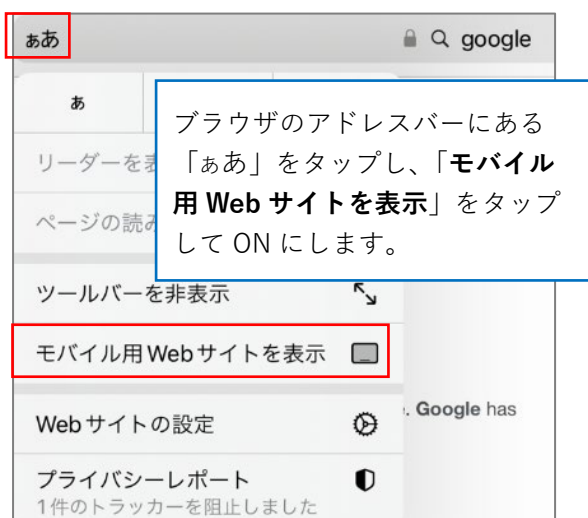 ぁあ google
あ
ブラウザのアドレスバーにある
「ぁあ」をタップし、「モバイル
用 Web サイトを表示」をタップ
して ON にします。
リーダーを
ページの読
ツールバーを非表示
モバイル用Webサイトを表示
. Google has
Webサイトの設定
プライバシーレポート
1件のトラッカーを阻止しました